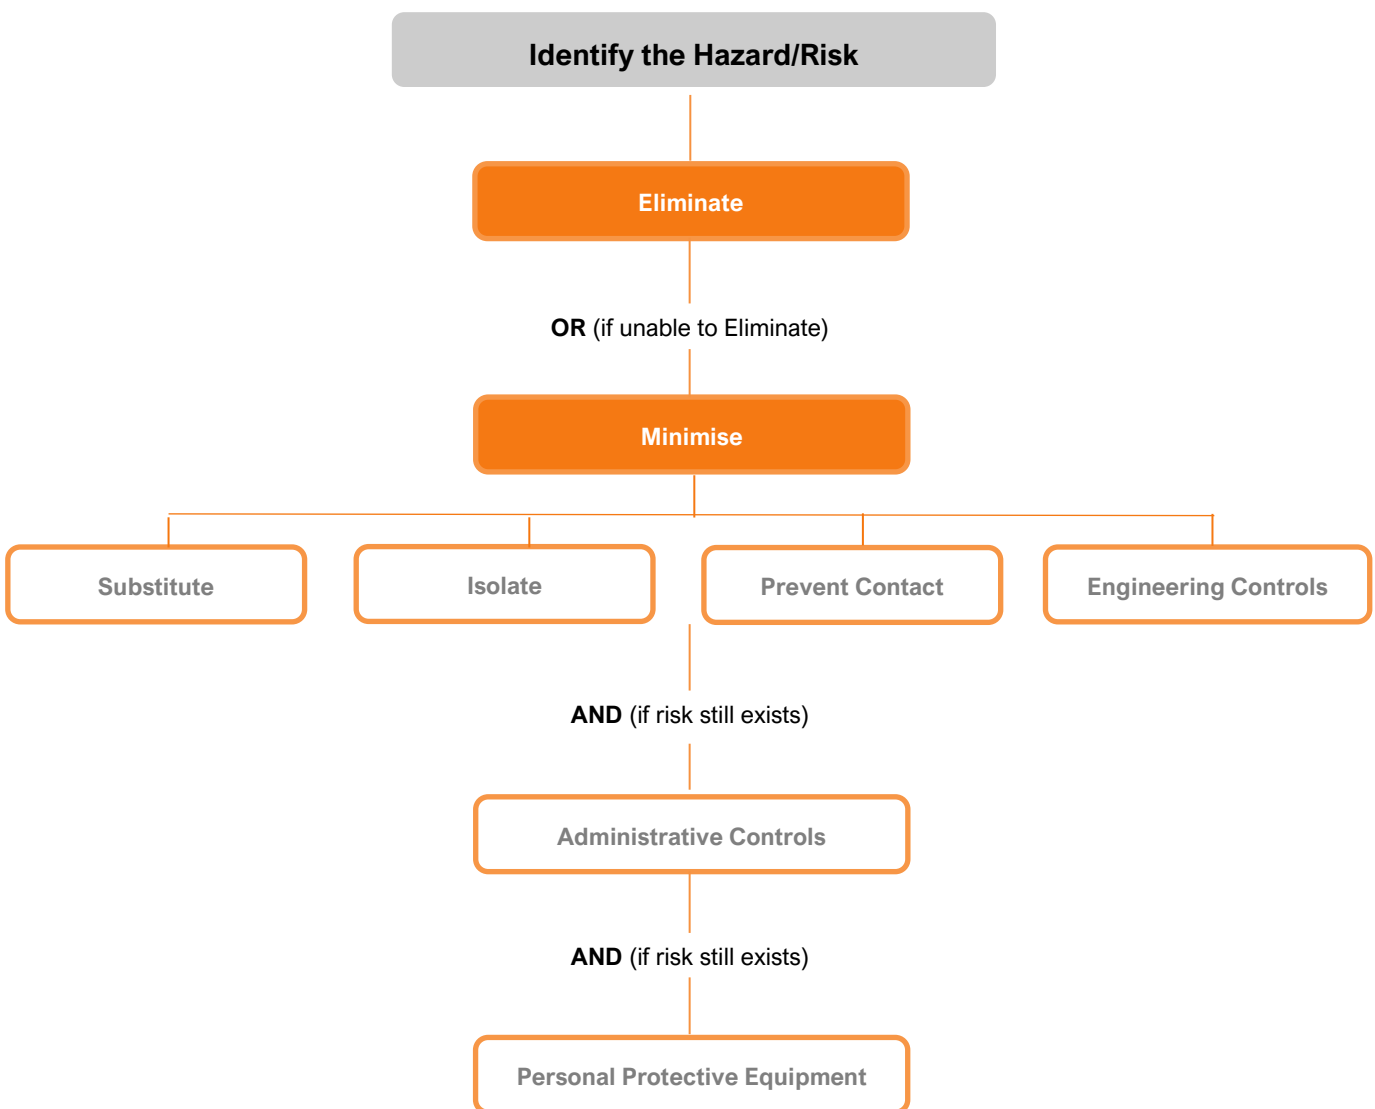 Identify the Hazard/Risk
Eliminate
OR (if unable to Eliminate)
Minimise
Substitute
Isolate
Prevent Contact
Engineering Controls
AND (if risk still exists)
Administrative Controls
AND (if risk still exists)
Personal Protective Equipment